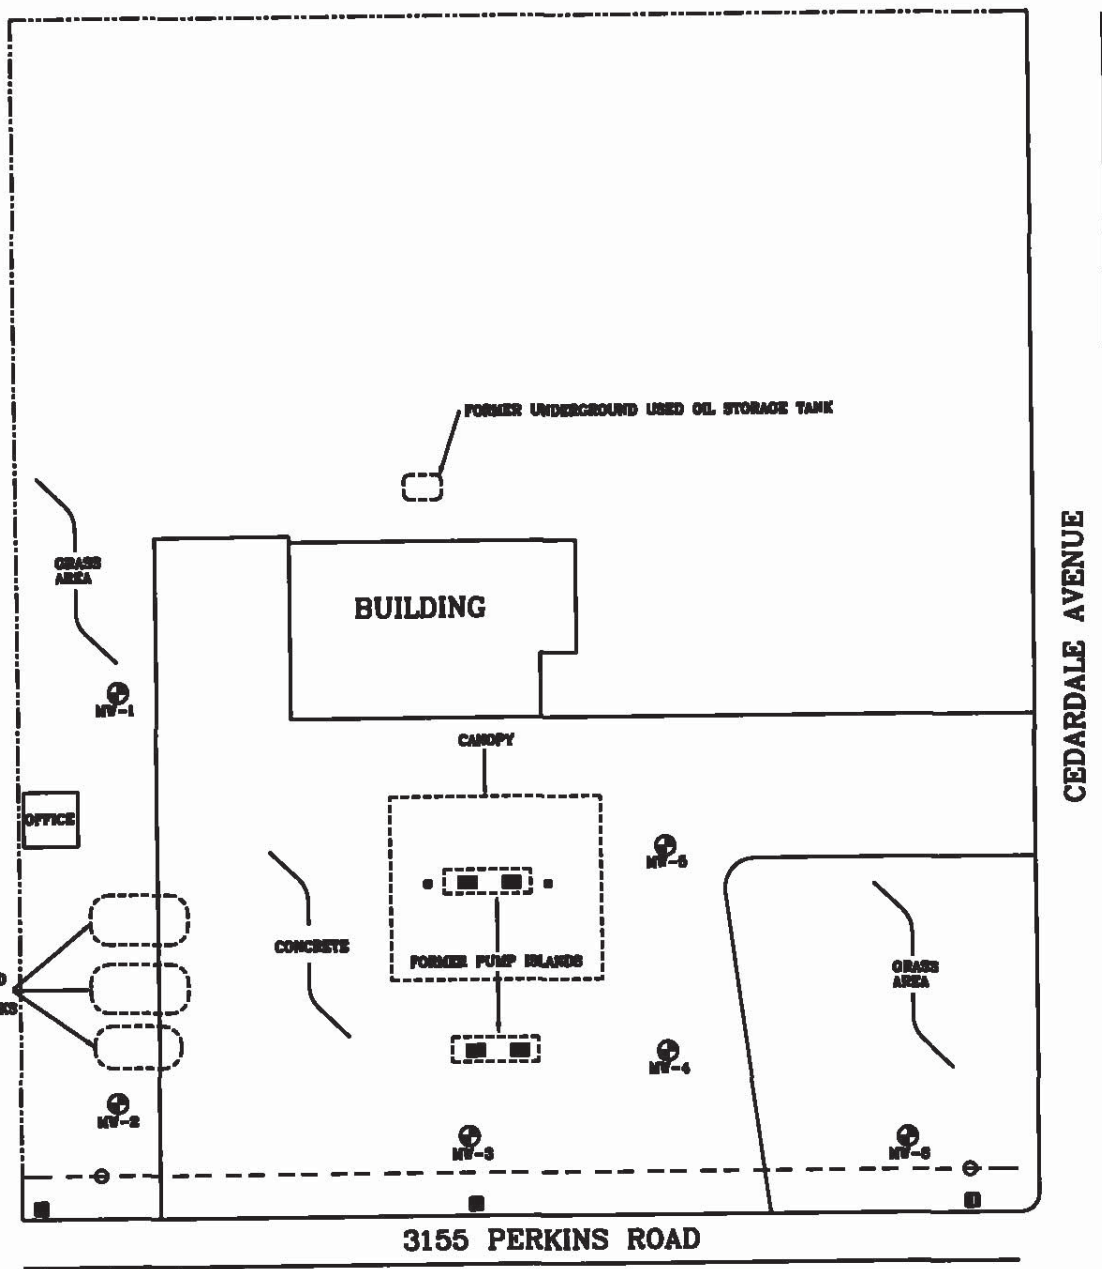 FORMER UNDERGROUND USED OIL STORAGE TANK
GRASS
AREA
BUILDING
CEDARDALE AVENUE
MW-1
CANOPY
OFFICE
MW-5
CONCRETE
FORMER PUMP ISLANDS
GRASS
AREA
D
KS
MW-4
MW-2
MW-3
MW-6
3155 PERKINS ROAD